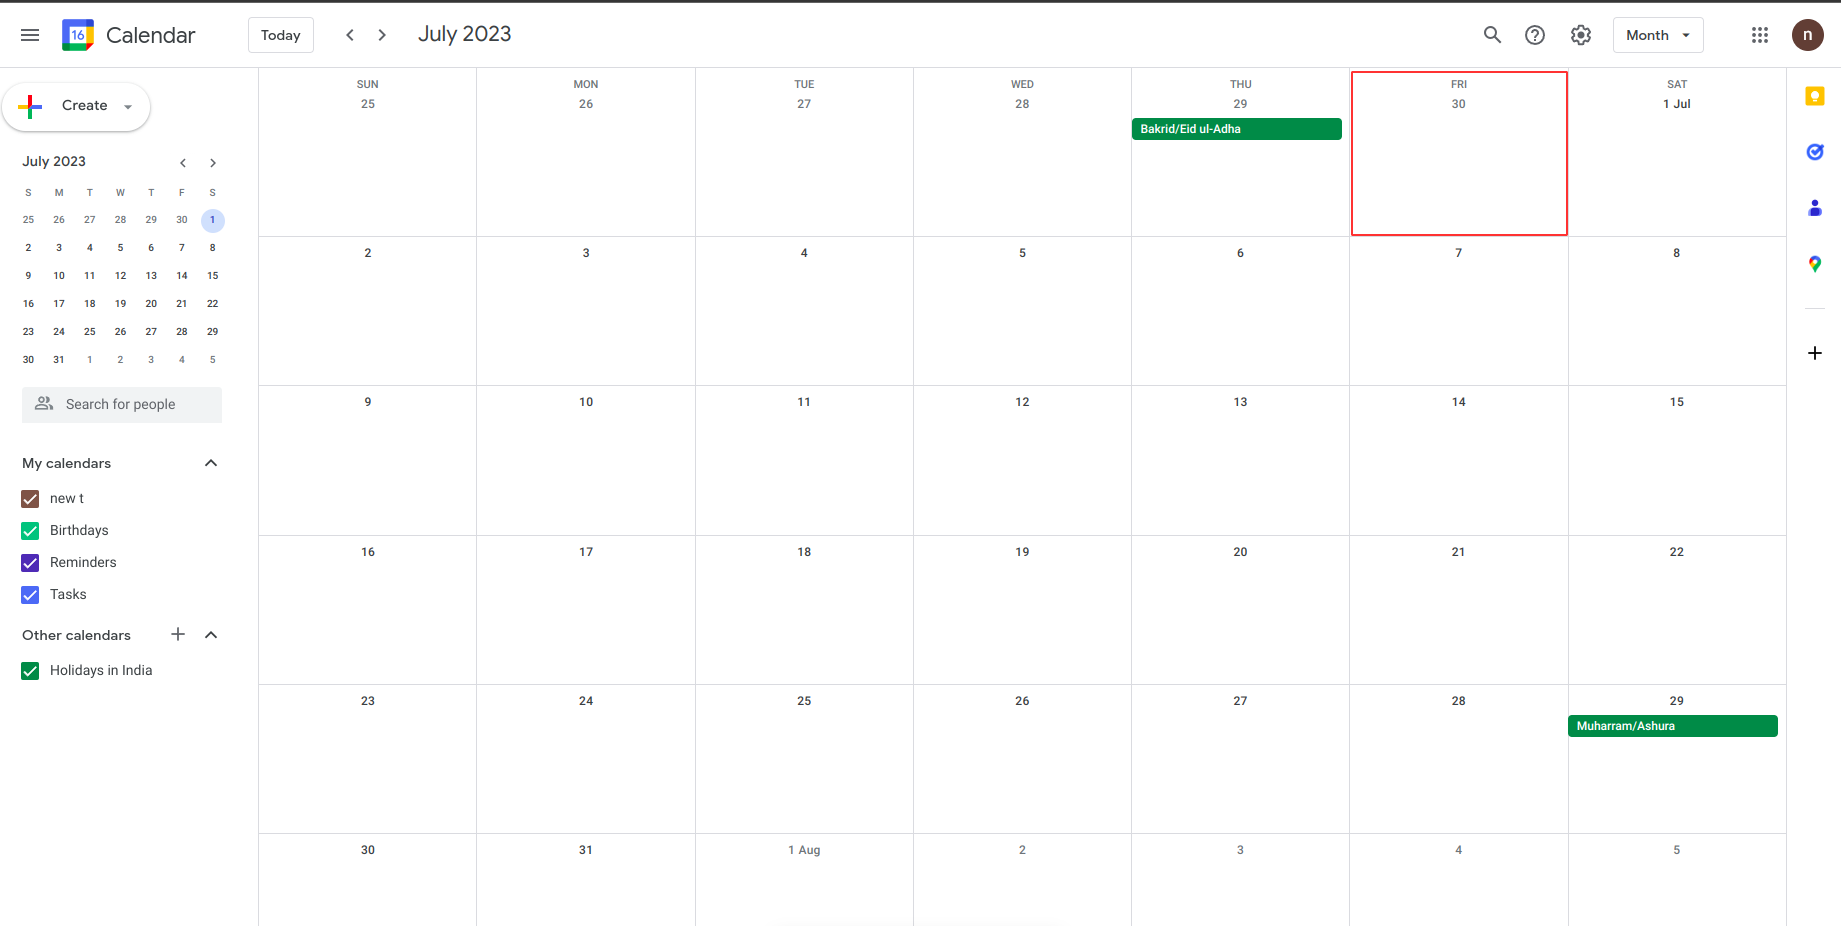 16 Calendar Today July 2023 Month n
Create
July 2023
S M T W T F S
25 26 27 28 29 30 1
2 3 4 5 6 7 8
9 10 11 12 13 14 15
16 17 18 19 20 21 22
23 24 25 26 27 28 29
30 31 1 2 3 4 5
Search for people
My calendars
new t
Birthdays
Reminders
Tasks
Other calendars
Holidays in India
SUN MON TUE WED THU FRI SAT
25 26 27 28 29 30 1 Jul
Bakrid/Eid ul-Adha
2 3 4 5 6 7 8
9 10 11 12 13 14 15
16 17 18 19 20 21 22
23 24 25 26 27 28 29
Muharram/Ashura
30 31 1 Aug 2 3 4 5